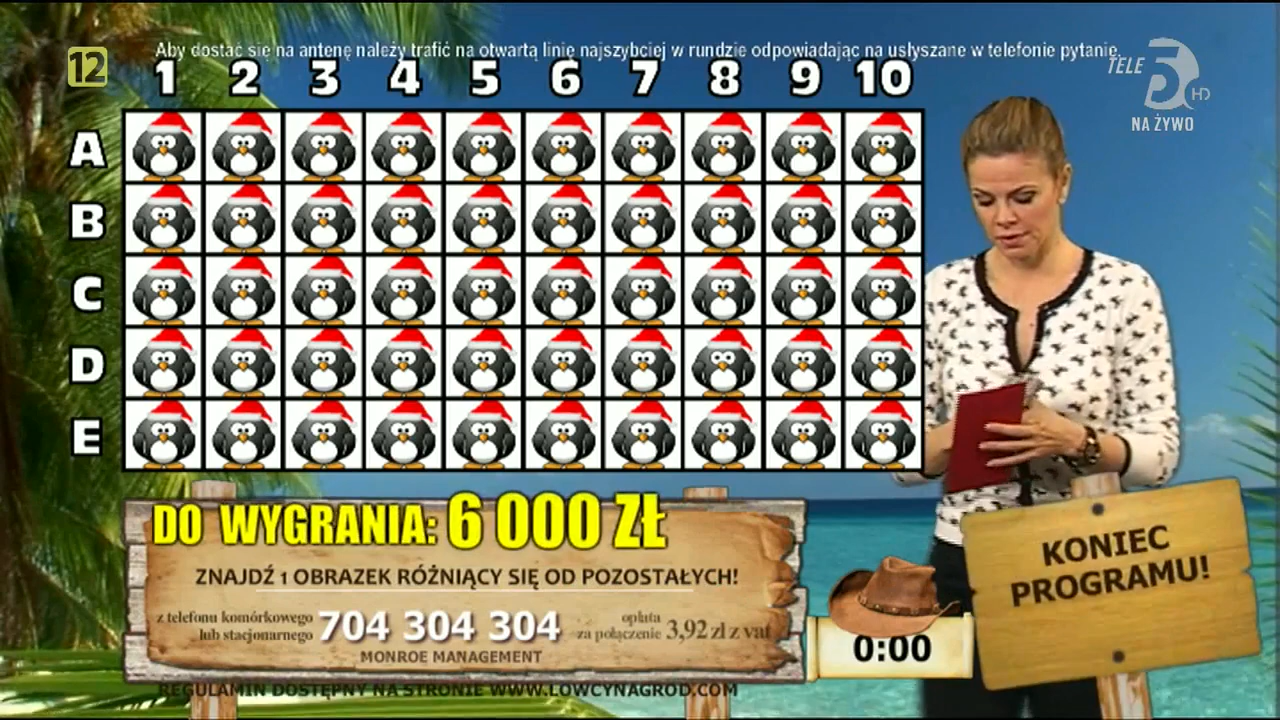 Aby dostać się na antenę należy trafić na otwartą linię najszybciej w rundzie odpowiadając na usłyszane w telefonie pytanie.
12
TELE 5 HD
NA ŻYWO
1 2 3 4 5 6 7 8 9 10
A
B
C
D
E
DO WYGRANIA: 6 000 ZŁ
ZNAJDŹ 1 OBRAZEK RÓŻNIĄCY SIĘ OD POZOSTAŁYCH!
z telefonu komórkowego
lub stacjonarnego
704 304 304
opłata
za połączenie 3,92 zł z vat
MONROE MANAGEMENT
REGULAMIN DOSTĘPNY NA STRONIE WWW.LOWCYNAGROD.COM
0:00
KONIEC
PROGRAMU!